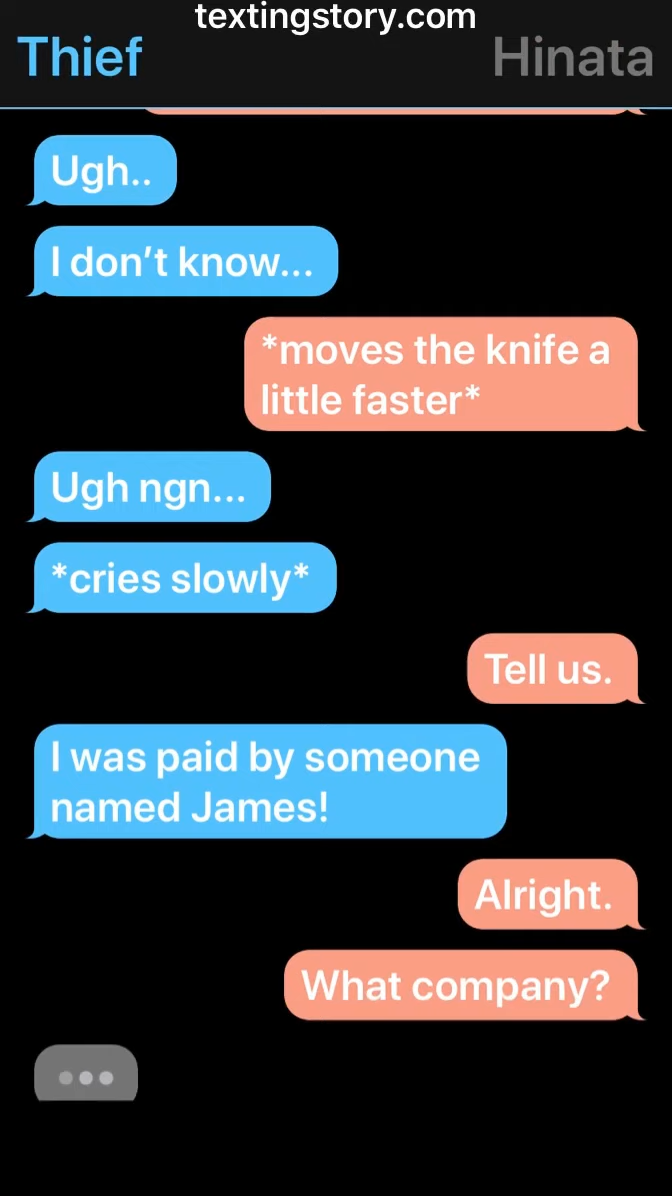 textingstory.com
Thief
Hinata
Ugh..
I don’t know...
*moves the knife a
little faster*
Ugh ngn...
*cries slowly*
Tell us.
I was paid by someone
named James!
Alright.
What company?